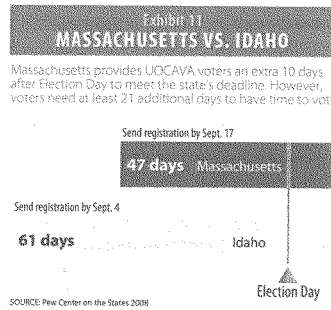 Exhibit 11
MASSACHUSETTS VS. IDAHO
Massachusetts provides UOCAVA voters an extra 10 days
after Election Day to meet the state's deadline. However,
voters need at least 21 additional days to have time to vot
Send registration by Sept. 17
47 days Massachusetts
Send registration by Sept. 4
61 days Idaho
Election Day
SOURCE: Pew Center on the States 2008